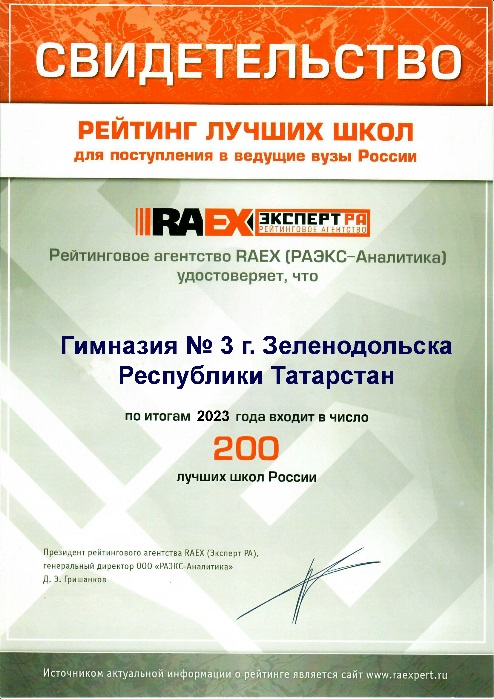 СВИДЕТЕЛЬСТВО
РЕЙТИНГ ЛУЧШИХ ШКОЛ
для поступления в ведущие вузы России
RAEX ЭКСПЕРТ РА
РЕЙТИНГОВОЕ АГЕНТСТВО
Рейтинговое агентство RAEX (РАЭКС-Аналитика)
удостоверяет, что
Гимназия № 3 г. Зеленодольска
Республики Татарстан
по итогам 2023 года входит в число
200
лучших школ России
Президент рейтингового агентства RAEX (Эксперт РА),
генеральный директор ООО «РАЭКС-Аналитика»
Д. Э. Гришанков
Источником актуальной информации о рейтинге является сайт www.raexpert.ru